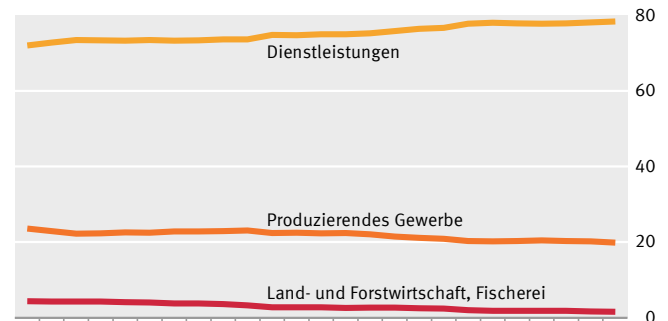 80
Dienstleistungen
60
40
Produzierendes Gewerbe
20
Land- und Forstwirtschaft, Fischerei
0